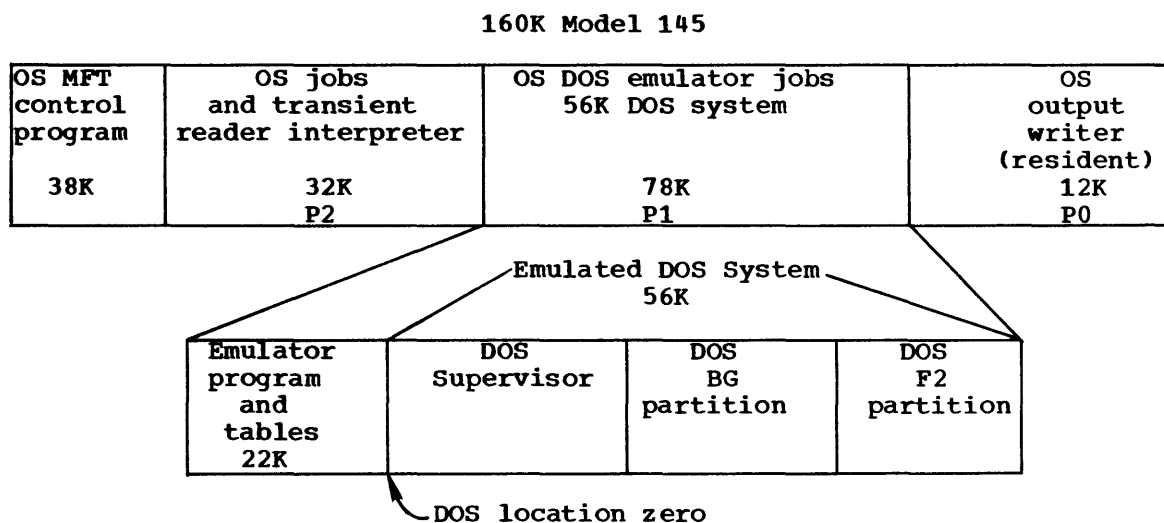 160K Model 145
OS MFT
control
program
38K
OS jobs
and transient
reader interpreter
32K
P2
OS DOS emulator jobs
56K DOS system
78K
P1
OS
output
writer
(resident)
12K
P0
Emulated DOS System
56K
Emulator
program
and
tables
22K
DOS
Supervisor
DOS
BG
partition
DOS
F2
partition
DOS location zero